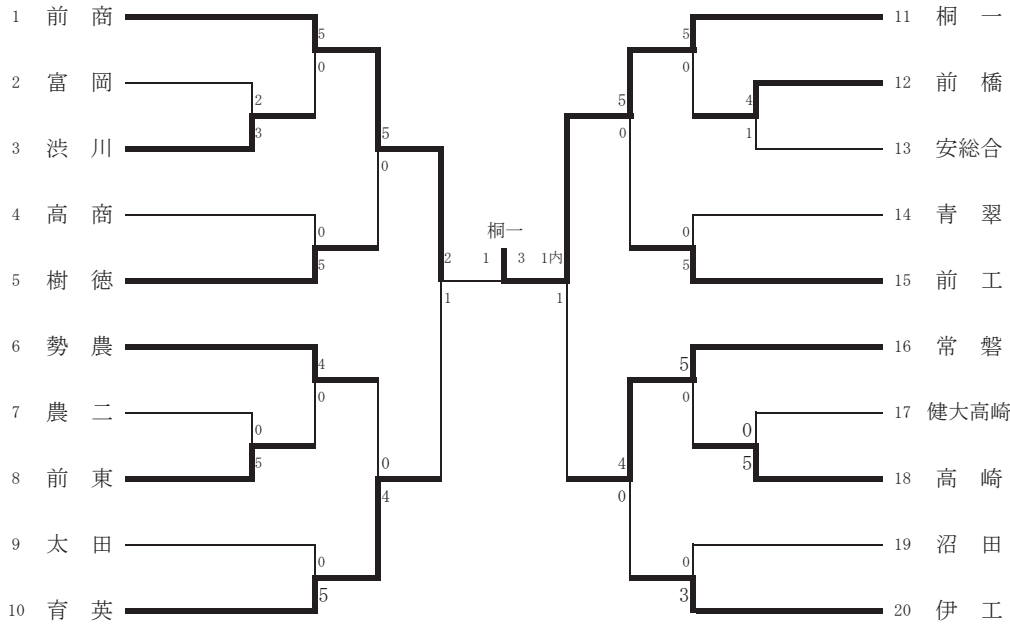 1 前 商
2 富 岡
3 渋 川
4 高 商
5 樹 徳
6 勢 農
7 農 二
8 前 東
9 太 田
10 育 英
5
0
2
3
5
0
0
5
4
0
0
5
0
4
0
5
2
1
桐一
1 3
1内
1
5
0
5
0
4
1
0
5
5
0
4
0
0
5
0
3
11 桐 一
12 前 橋
13 安総合
14 青 翠
15 前 工
16 常 磐
17 健大高崎
18 高 崎
19 沼 田
20 伊 工